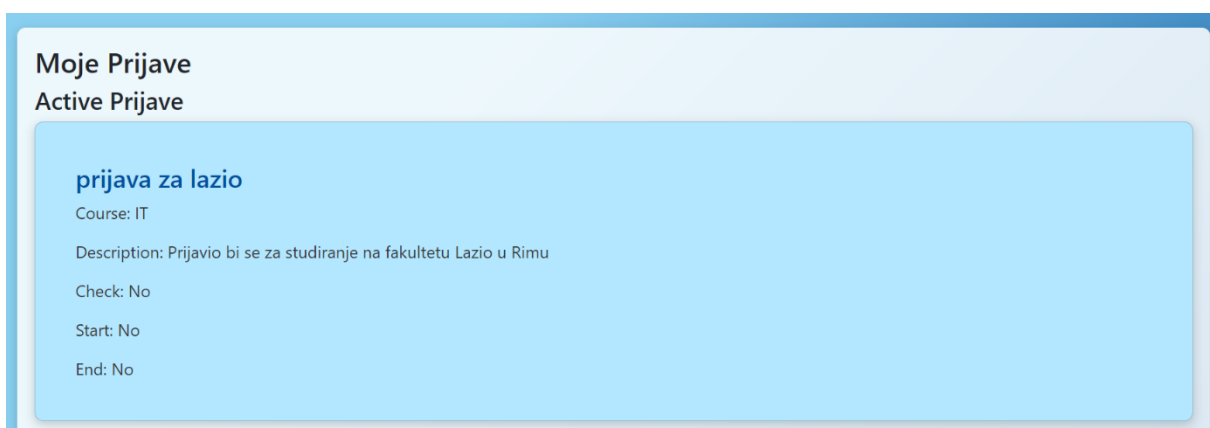 Moje Prijave
Active Prijave
prijava za lazio
Course: IT
Description: Prijavio bi se za studiranje na fakultetu Lazio u Rimu
Check: No
Start: No
End: No